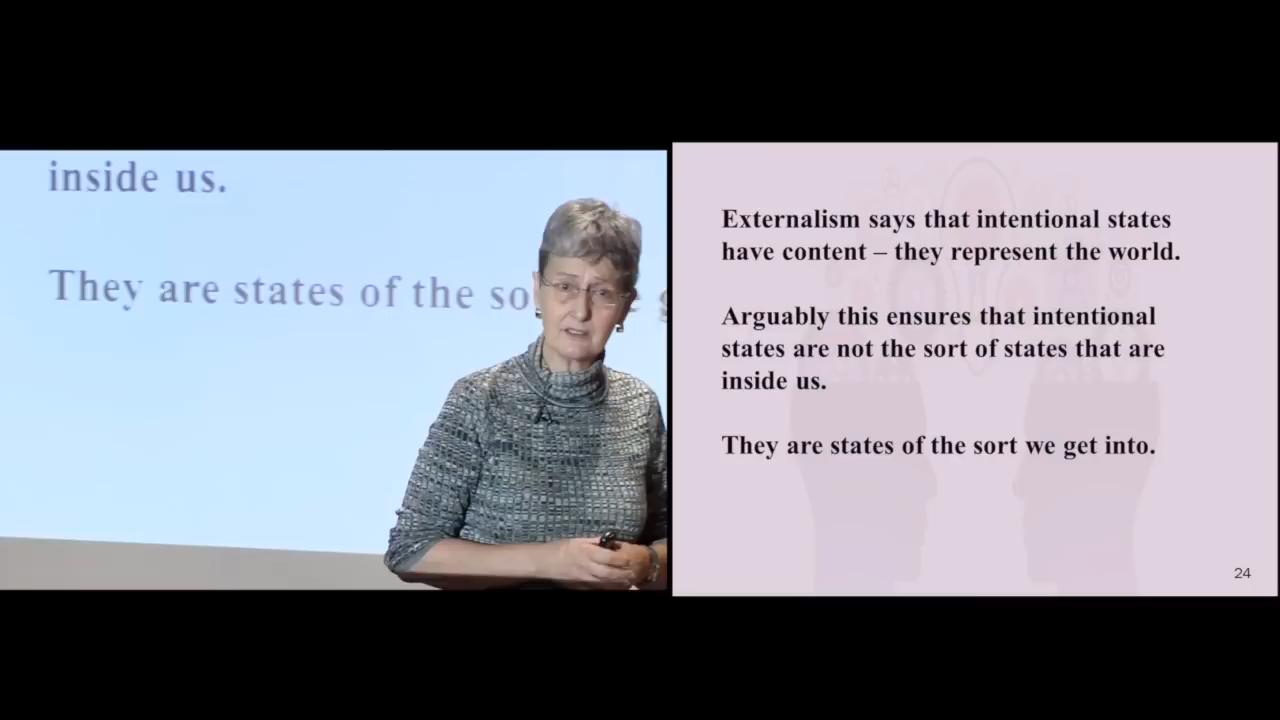 inside us.
They are states of the so
Externalism says that intentional states
have content – they represent the world.
Arguably this ensures that intentional
states are not the sort of states that are
inside us.
They are states of the sort we get into.
24